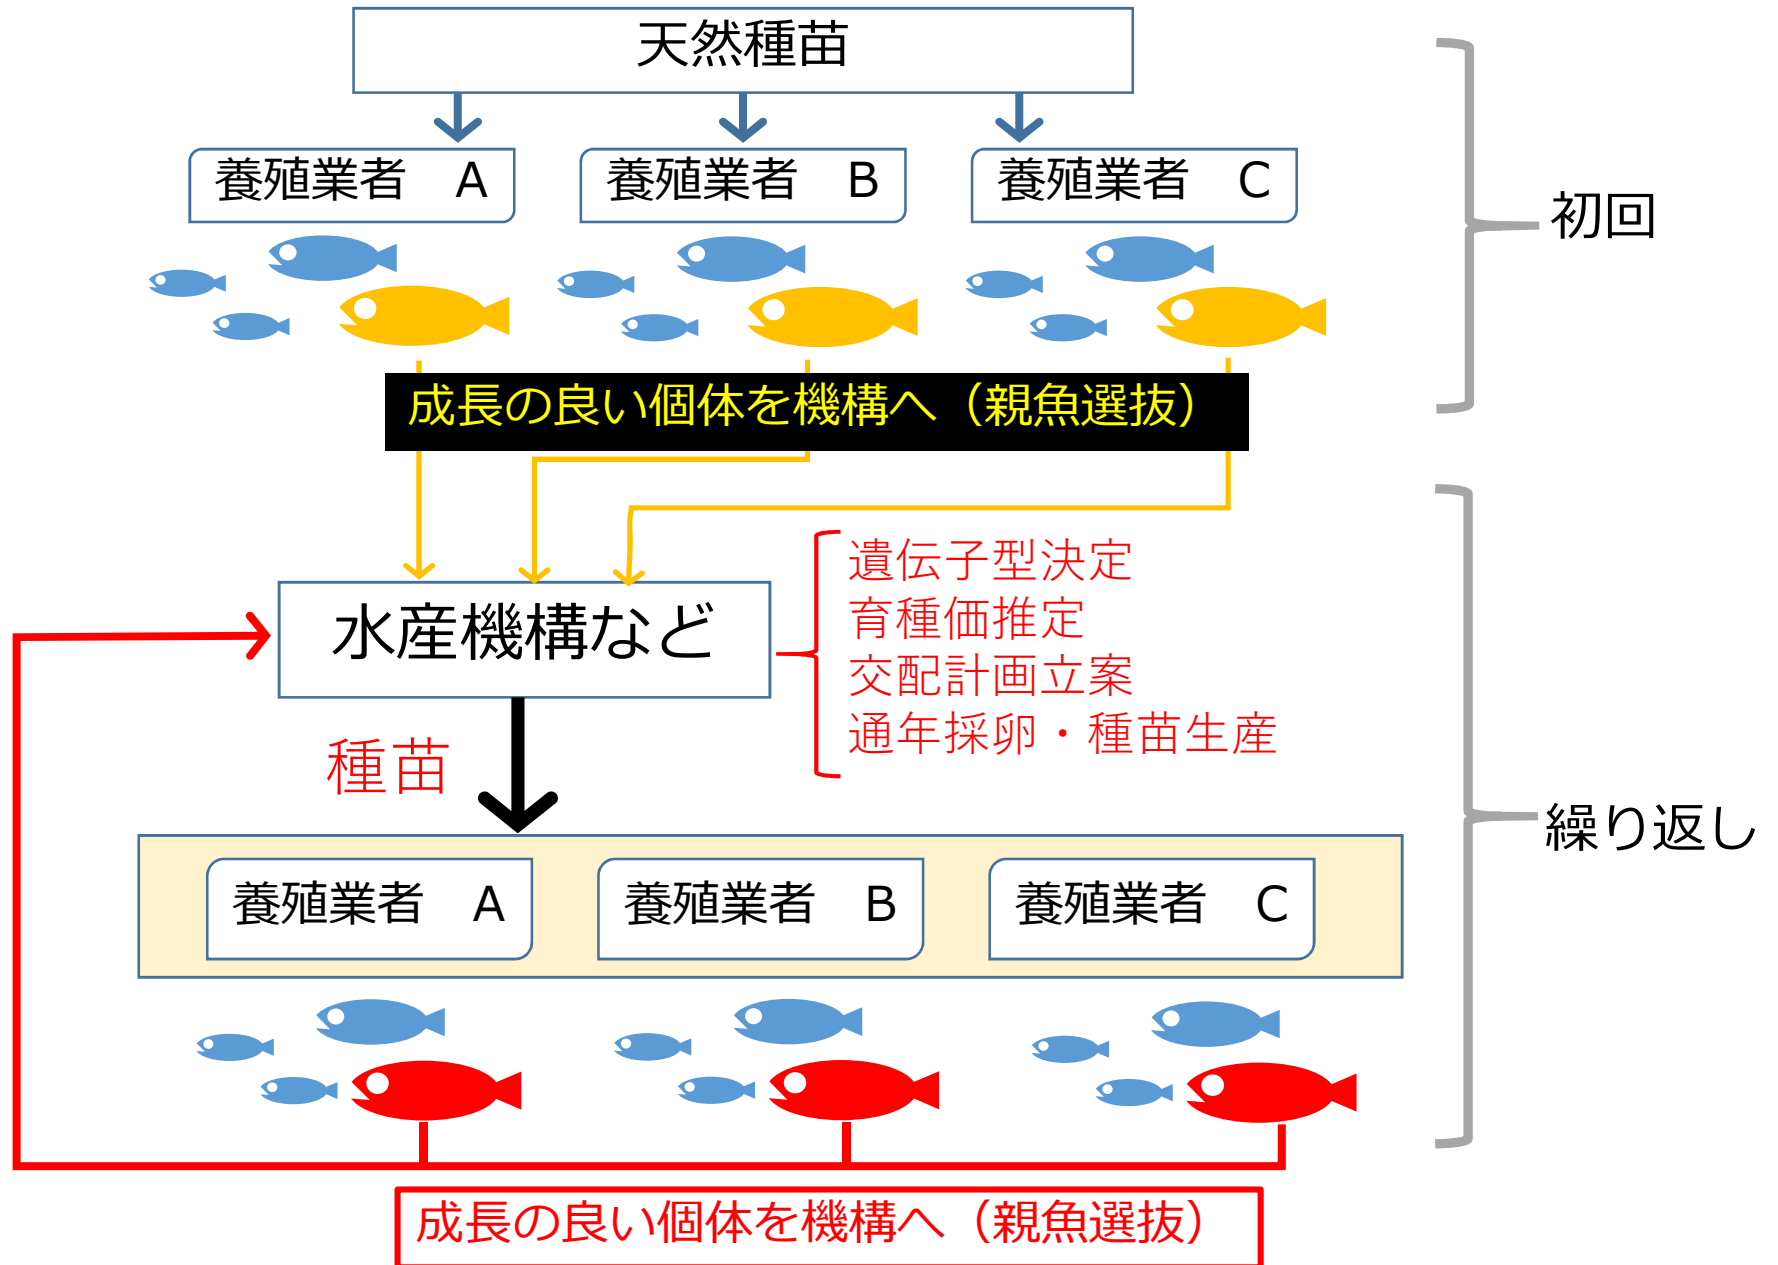 天然種苗
養殖業者　A
養殖業者　B
養殖業者　C
初回
成長の良い個体を機構へ（親魚選抜）
水産機構など
遺伝子型決定
育種価推定
交配計画立案
通年採卵・種苗生産
種苗
繰り返し
養殖業者　A
養殖業者　B
養殖業者　C
成長の良い個体を機構へ（親魚選抜）